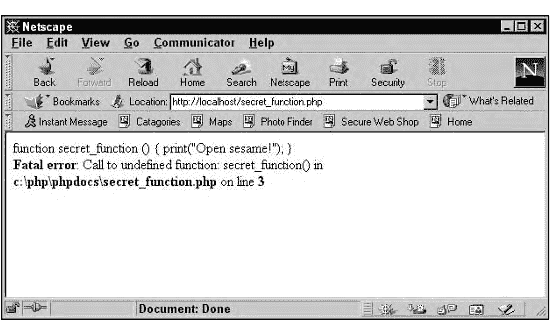 Netscape
File Edit View Go Communicator Help
Back Forward Reload Home Search Netscape Print Security Stop
N
Bookmarks Location: http://localhost/secret_function.php What's Related
Instant Message Catagories Maps Photo Finder Secure Web Shop Home
function secret_function () { print("Open sesame!"); }
Fatal error: Call to undefined function: secret_function() in
c:\php\phpdocs\secret_function.php on line 3
Document: Done